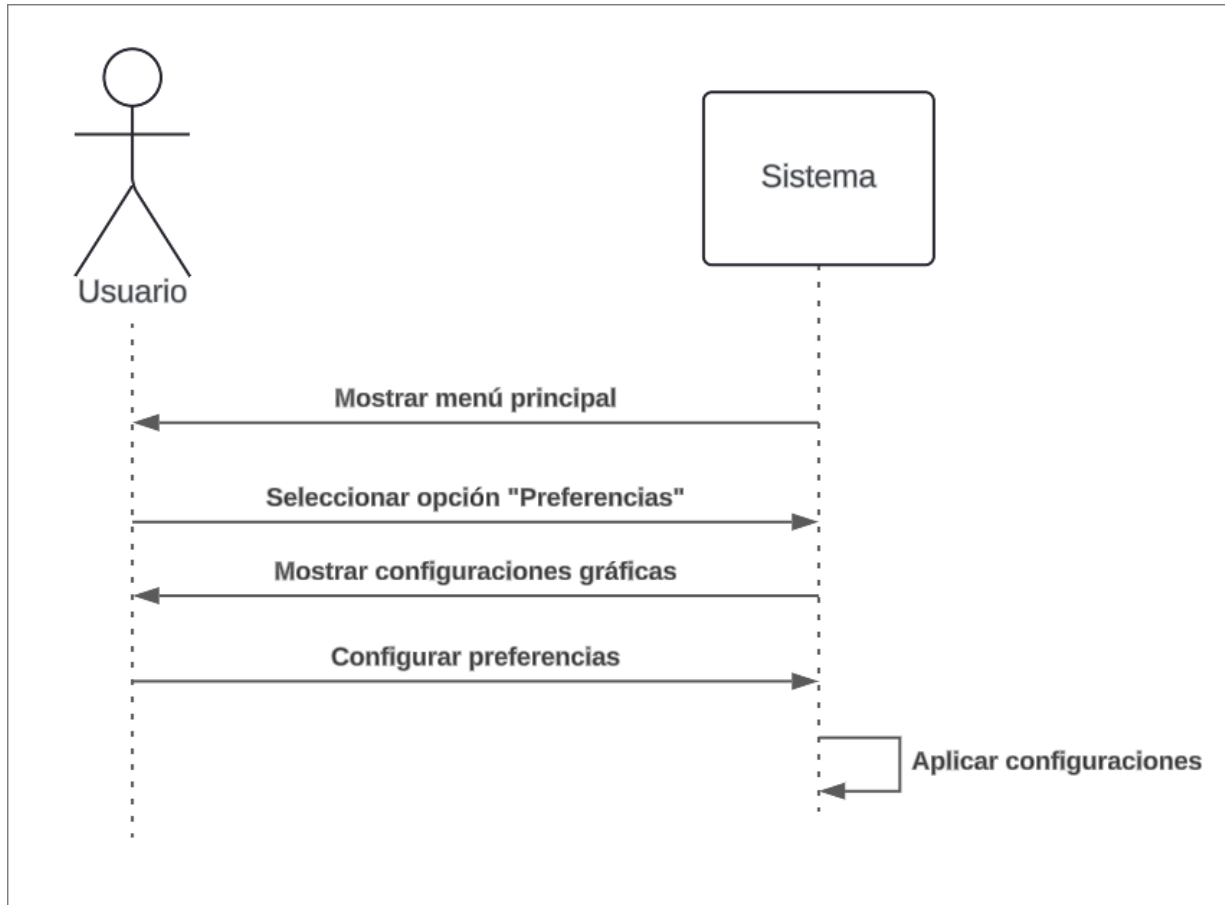 Sistema
Usuario
Mostrar menú principal
Seleccionar opción "Preferencias"
Mostrar configuraciones gráficas
Configurar preferencias
Aplicar configuraciones